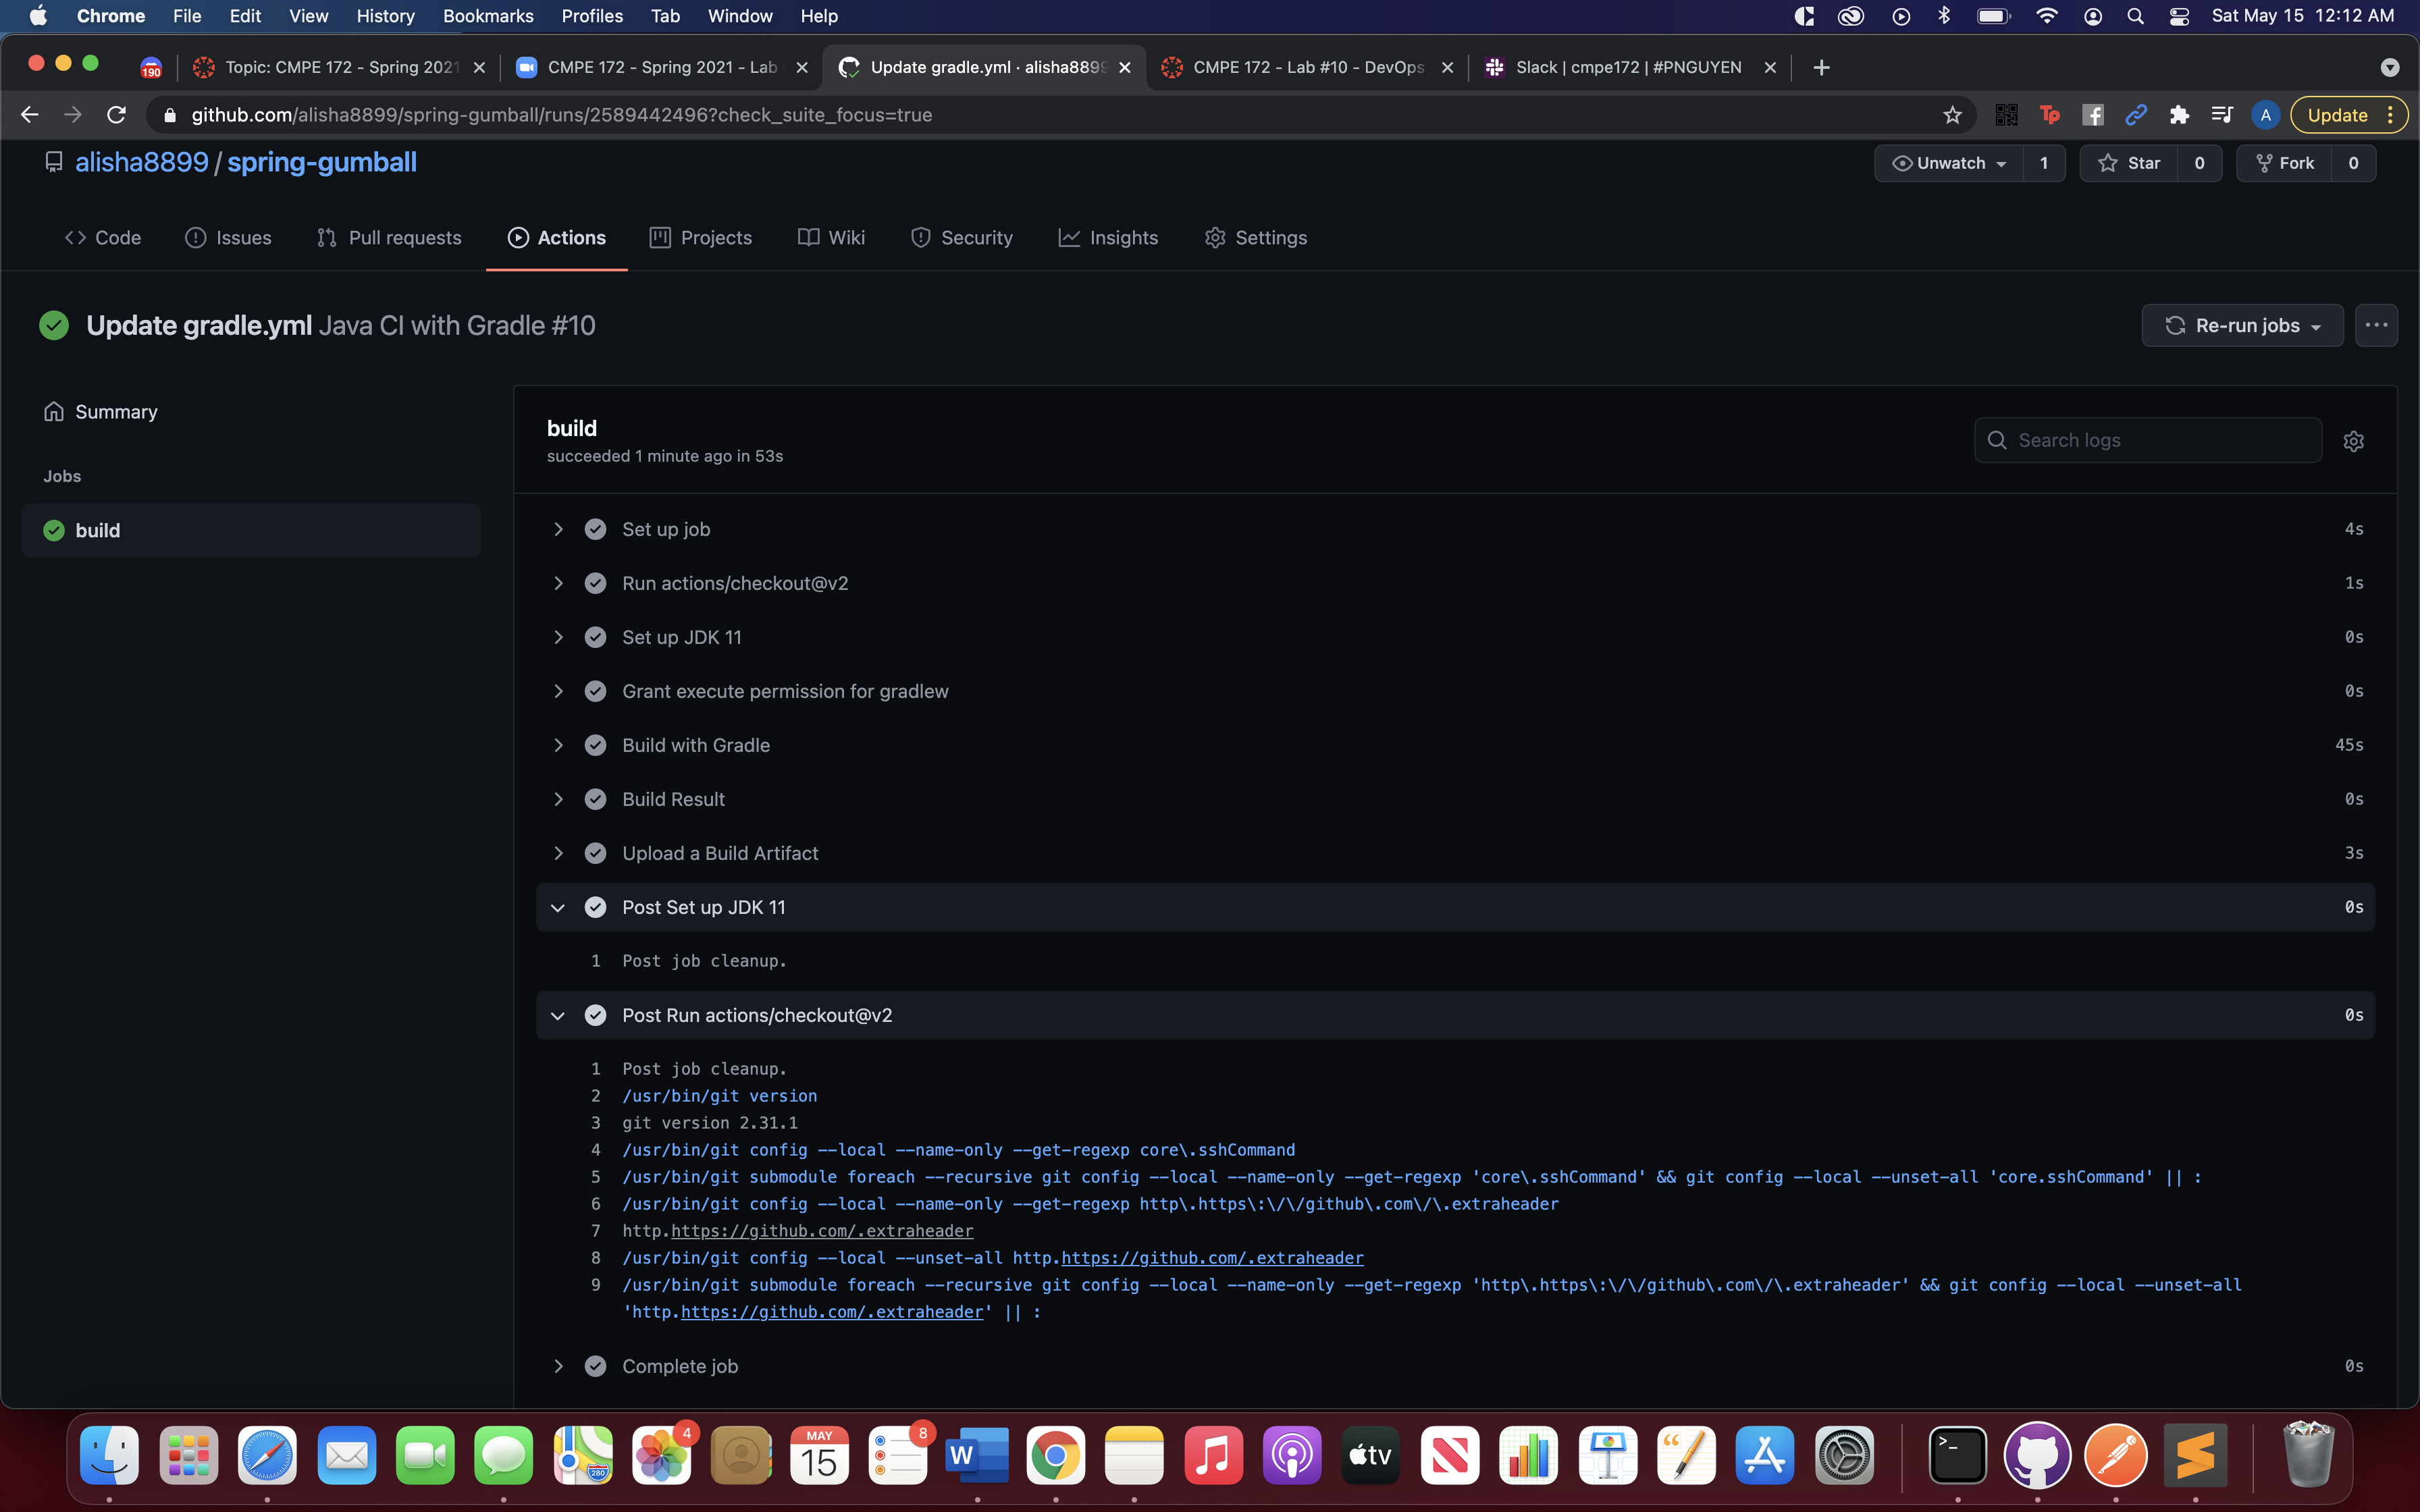 Chrome File Edit View History Bookmarks Profiles Tab Window Help Sat May 15 12:12 AM
190 Topic: CMPE 172 - Spring 2021 CMPE 172 - Spring 2021 - Lab Update gradle.yml · alisha8899 CMPE 172 - Lab #10 - DevOps Slack | cmpe172 | #PNGUYEN
github.com/alisha8899/spring-gumball/runs/2589442496?check_suite_focus=true Tp f A Update
alisha8899 / spring-gumball Unwatch 1 Star 0 Fork 0
Code Issues Pull requests Actions Projects Wiki Security Insights Settings
Update gradle.yml Java CI with Gradle #10 Re-run jobs
Summary
Jobs
build
build
succeeded 1 minute ago in 53s
Search logs
Set up job 4s
Run actions/checkout@v2 1s
Set up JDK 11 0s
Grant execute permission for gradlew 0s
Build with Gradle 45s
Build Result 0s
Upload a Build Artifact 3s
Post Set up JDK 11 0s
1 Post job cleanup.
Post Run actions/checkout@v2 0s
1 Post job cleanup.
2 /usr/bin/git version
3 git version 2.31.1
4 /usr/bin/git config --local --name-only --get-regexp core\.sshCommand
5 /usr/bin/git submodule foreach --recursive git config --local --name-only --get-regexp 'core\.sshCommand' && git config --local --unset-all 'core.sshCommand' || :
6 /usr/bin/git config --local --name-only --get-regexp http\.https\:\/\/github\.com\/\.extraheader
7 http.https://github.com/.extraheader
8 /usr/bin/git config --local --unset-all http.https://github.com/.extraheader
9 /usr/bin/git submodule foreach --recursive git config --local --name-only --get-regexp 'http\.https\:\/\/github\.com\/\.extraheader' && git config --local --unset-all
'http.https://github.com/.extraheader' || :
Complete job 0s
280 4 MAY 15 8 W tv >_